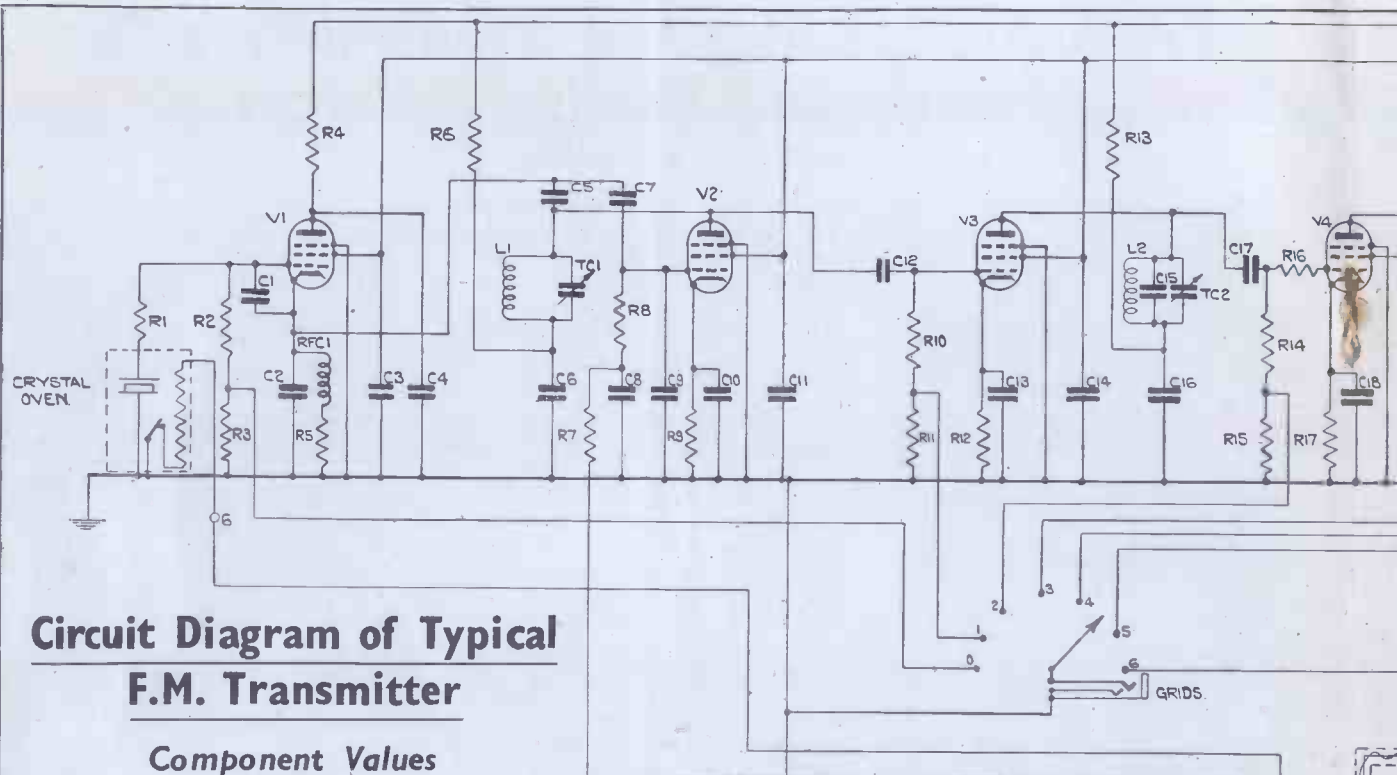 R4
R6
R13
V1
C5
C7
V2
V3
V4
C1
L1
TC1
C12
L2
C15
TC2
C17
R16
R1
R2
RFC1
R8
R10
R14
CRYSTAL
OVEN.
C2
C3
C4
C6
C8
C9
C10
C11
C13
C14
C16
C18
R3
R5
R7
R9
R11
R12
R15
R17
6
0
1
2
3
4
5
6
GRIDS.
Circuit Diagram of Typical
F.M. Transmitter
Component Values